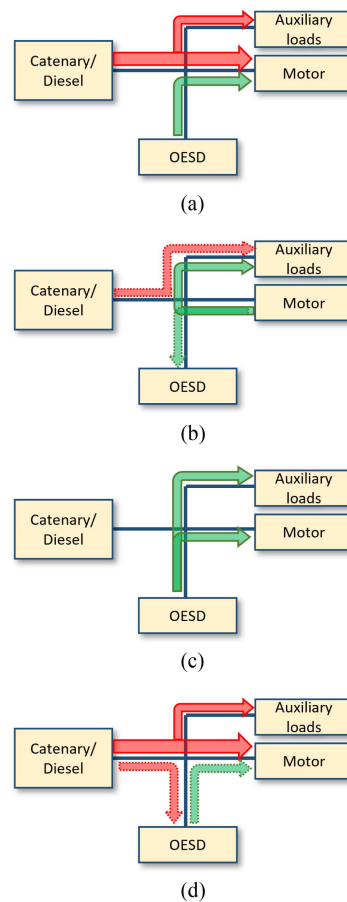 Auxiliary
loads
Catenary/
Diesel
Motor
OESD
(a)
Auxiliary
loads
Catenary/
Diesel
Motor
OESD
(b)
Auxiliary
loads
Catenary/
Diesel
Motor
OESD
(c)
Auxiliary
loads
Catenary/
Diesel
Motor
OESD
(d)